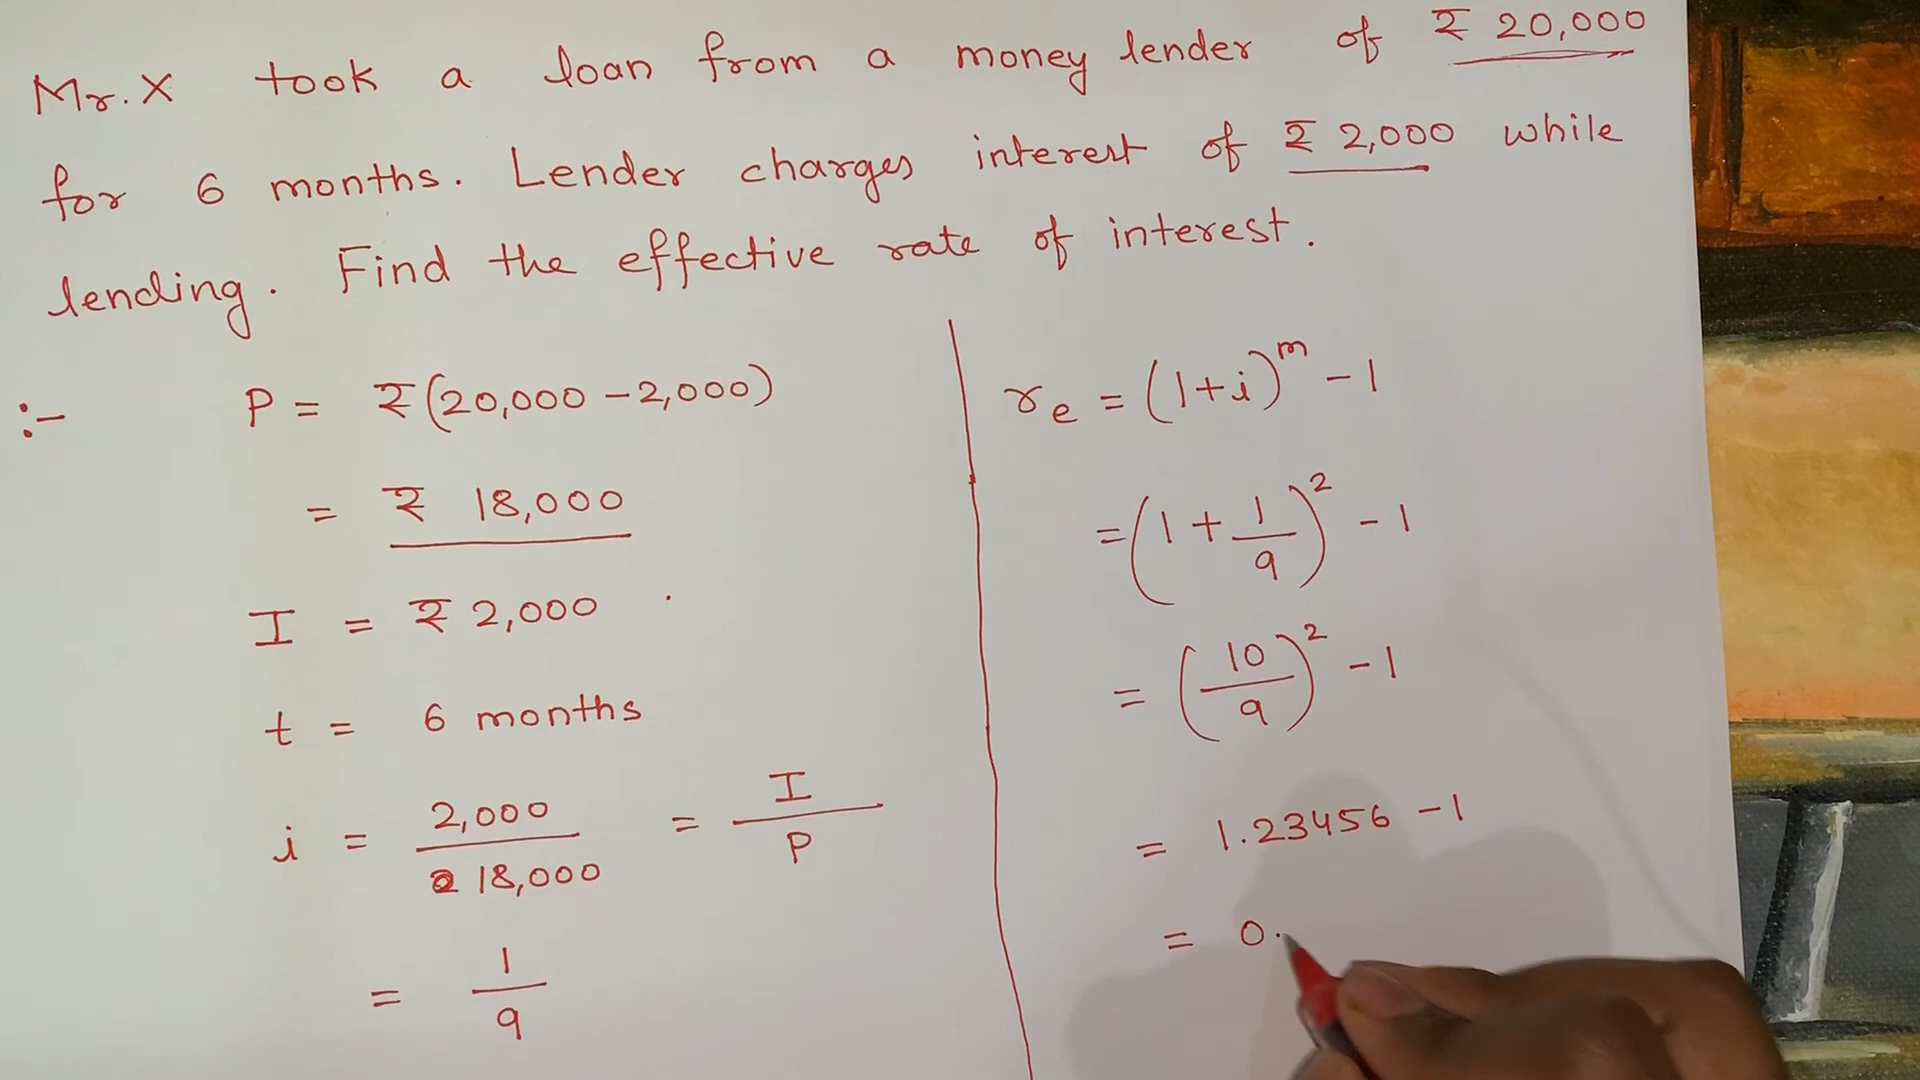 Mr. X took a loan from a money lender of ₹ 20,000
for 6 months. Lender charges interest of ₹ 2,000 while
lending. Find the effective rate of interest.
:-
P = ₹ (20,000 - 2,000)
= ₹ 18,000
I = ₹ 2,000
t = 6 months
i = 2,000 / 18,000 = I / P
= 1 / 9
r_e = (1+i)^m - 1
= (1 + 1/9)^2 - 1
= (10/9)^2 - 1
= 1.23456 - 1
= 0.